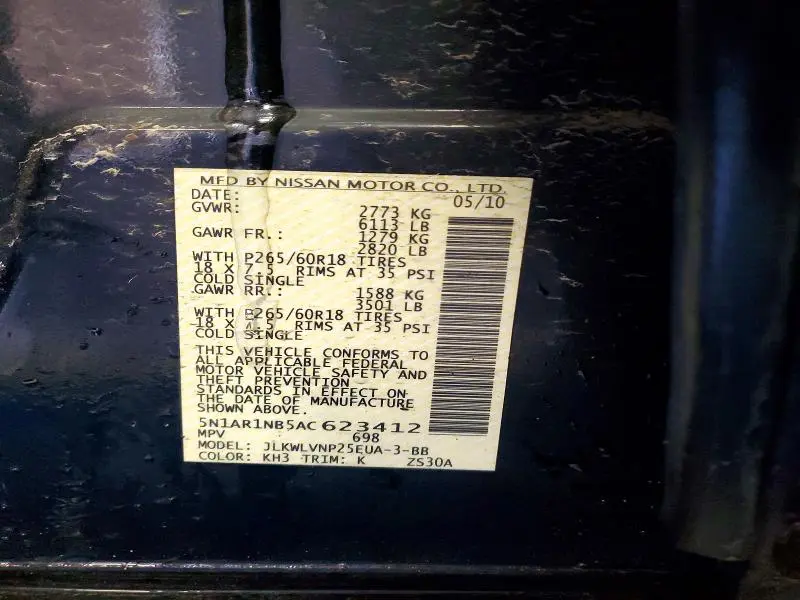 MFD BY NISSAN MOTOR CO., LTD.
DATE: 05/10
GVWR: 2773 KG
6113 LB
GAWR FR.: 1279 KG
2820 LB
WITH P265/60R18 TIRES
18 X 7.5 RIMS AT 35 PSI
COLD SINGLE
GAWR RR.: 1588 KG
3501 LB
WITH P265/60R18 TIRES
18 X 7.5 RIMS AT 35 PSI
COLD SINGLE
THIS VEHICLE CONFORMS TO
ALL APPLICABLE FEDERAL
MOTOR VEHICLE SAFETY AND
THEFT PREVENTION
STANDARDS IN EFFECT ON
THE DATE OF MANUFACTURE
SHOWN ABOVE.
5N1AR1NB5AC623412
MPV 698
MODEL: JLKWLVNP25EUA-3-BB
COLOR: KH3 TRIM: K ZS30A